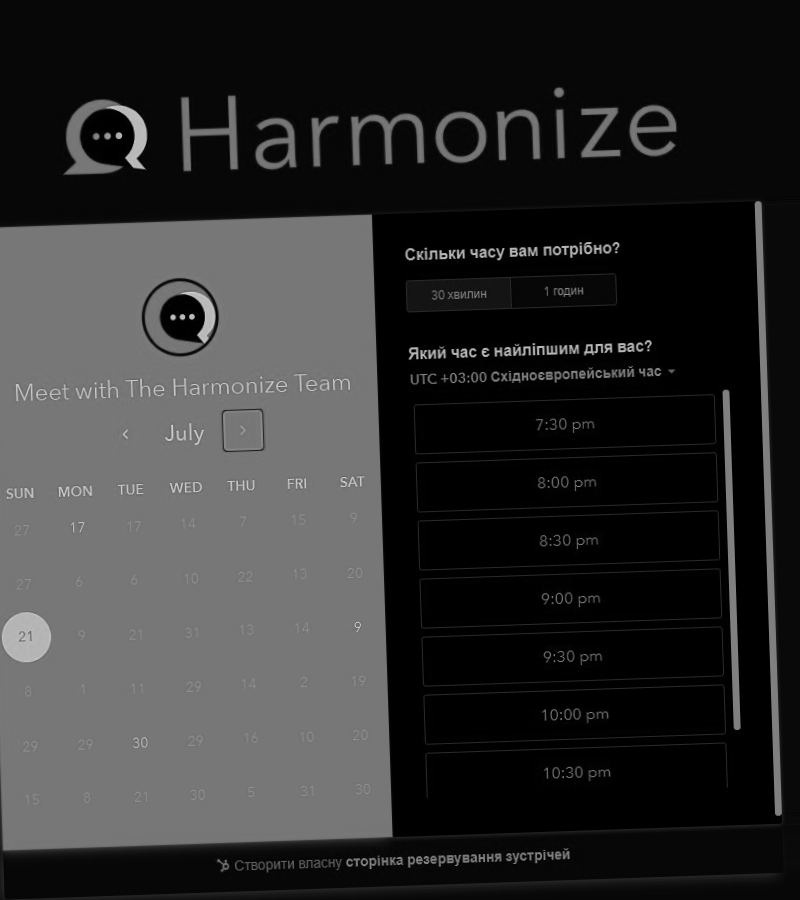 Harmonize
Meet with The Harmonize Team
July
SUN MON TUE WED THU FRI SAT
27 17 17 14 7 15 9
27 6 6 10 22 13 20
21 9 21 31 13 14 9
8 1 11 29 14 2 19
29 29 30 29 16 10 20
15 8 21 30 5 31 30
Скільки часу вам потрібно?
30 хвилин 1 годин
Який час є найліпшим для вас?
UTC +03:00 Східноєвропейський час
7:30 pm
8:00 pm
8:30 pm
9:00 pm
9:30 pm
10:00 pm
10:30 pm
Створити власну сторінка резервування зустрічей